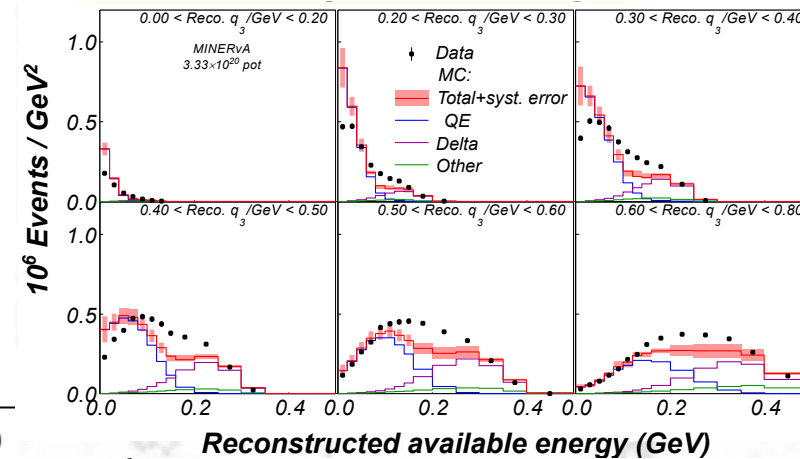 0.00 < Reco. q3/GeV < 0.20
0.20 < Reco. q3/GeV < 0.30
0.30 < Reco. q3/GeV < 0.40
MINERvA
3.33×10^20 pot
Data
MC:
Total+syst. error
QE
Delta
Other
1.0
0.5
0.0
0.40 < Reco. q3/GeV < 0.50
0.50 < Reco. q3/GeV < 0.60
0.60 < Reco. q3/GeV < 0.80
1.0
0.5
0.0
10^6 Events / GeV^2
0.0 0.2 0.4 0.0 0.2 0.4 0.0 0.2 0.4
Reconstructed available energy (GeV)